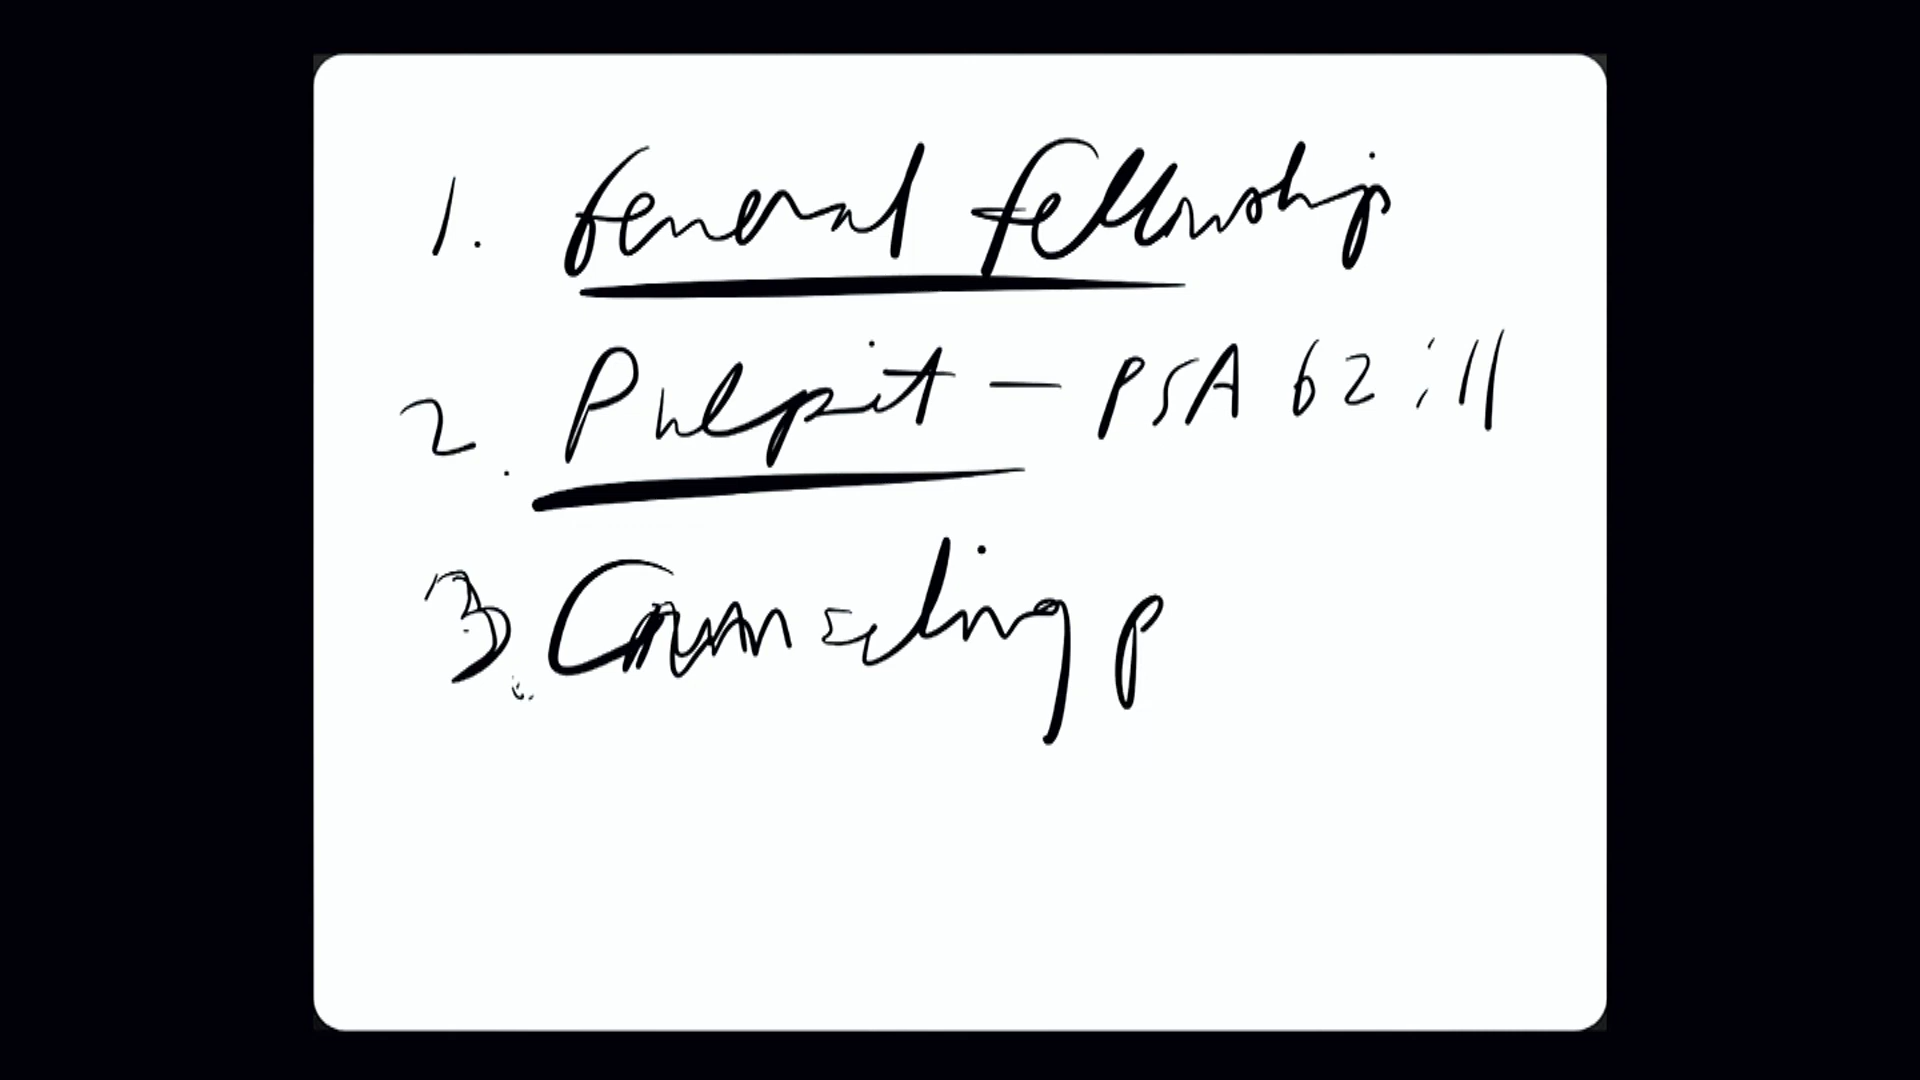 1. General fellowship
2. Pulpit – PSA 62:11
3. Counseling p